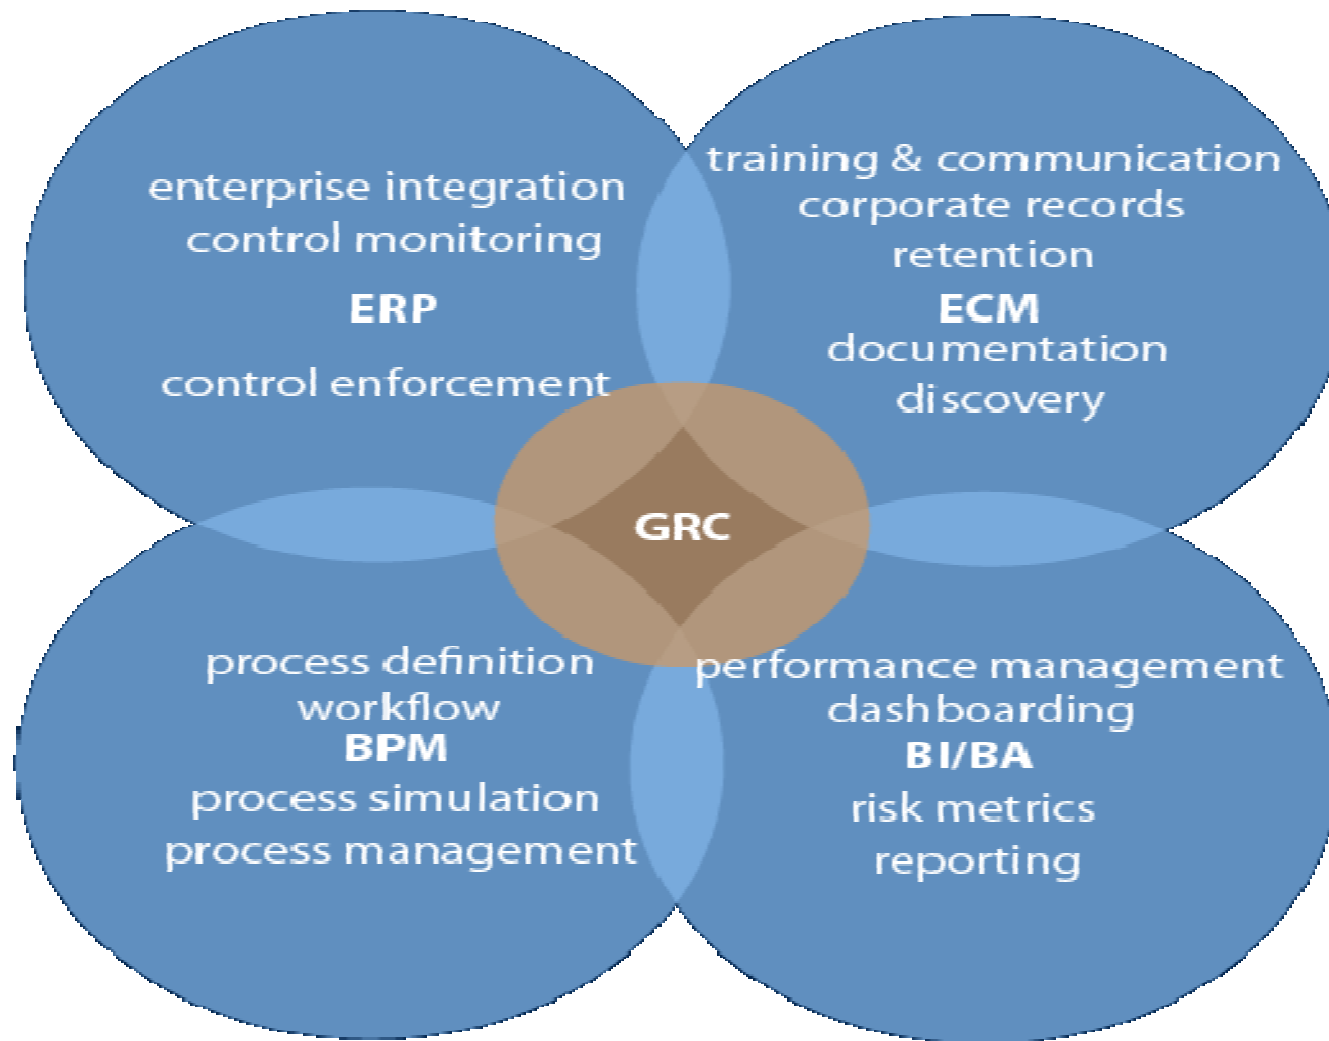 enterprise integration
control monitoring
ERP
control enforcement
training & communication
corporate records
retention
ECM
documentation
discovery
GRC
process definition
workflow
BPM
process simulation
process management
performance management
dashboarding
BI/BA
risk metrics
reporting